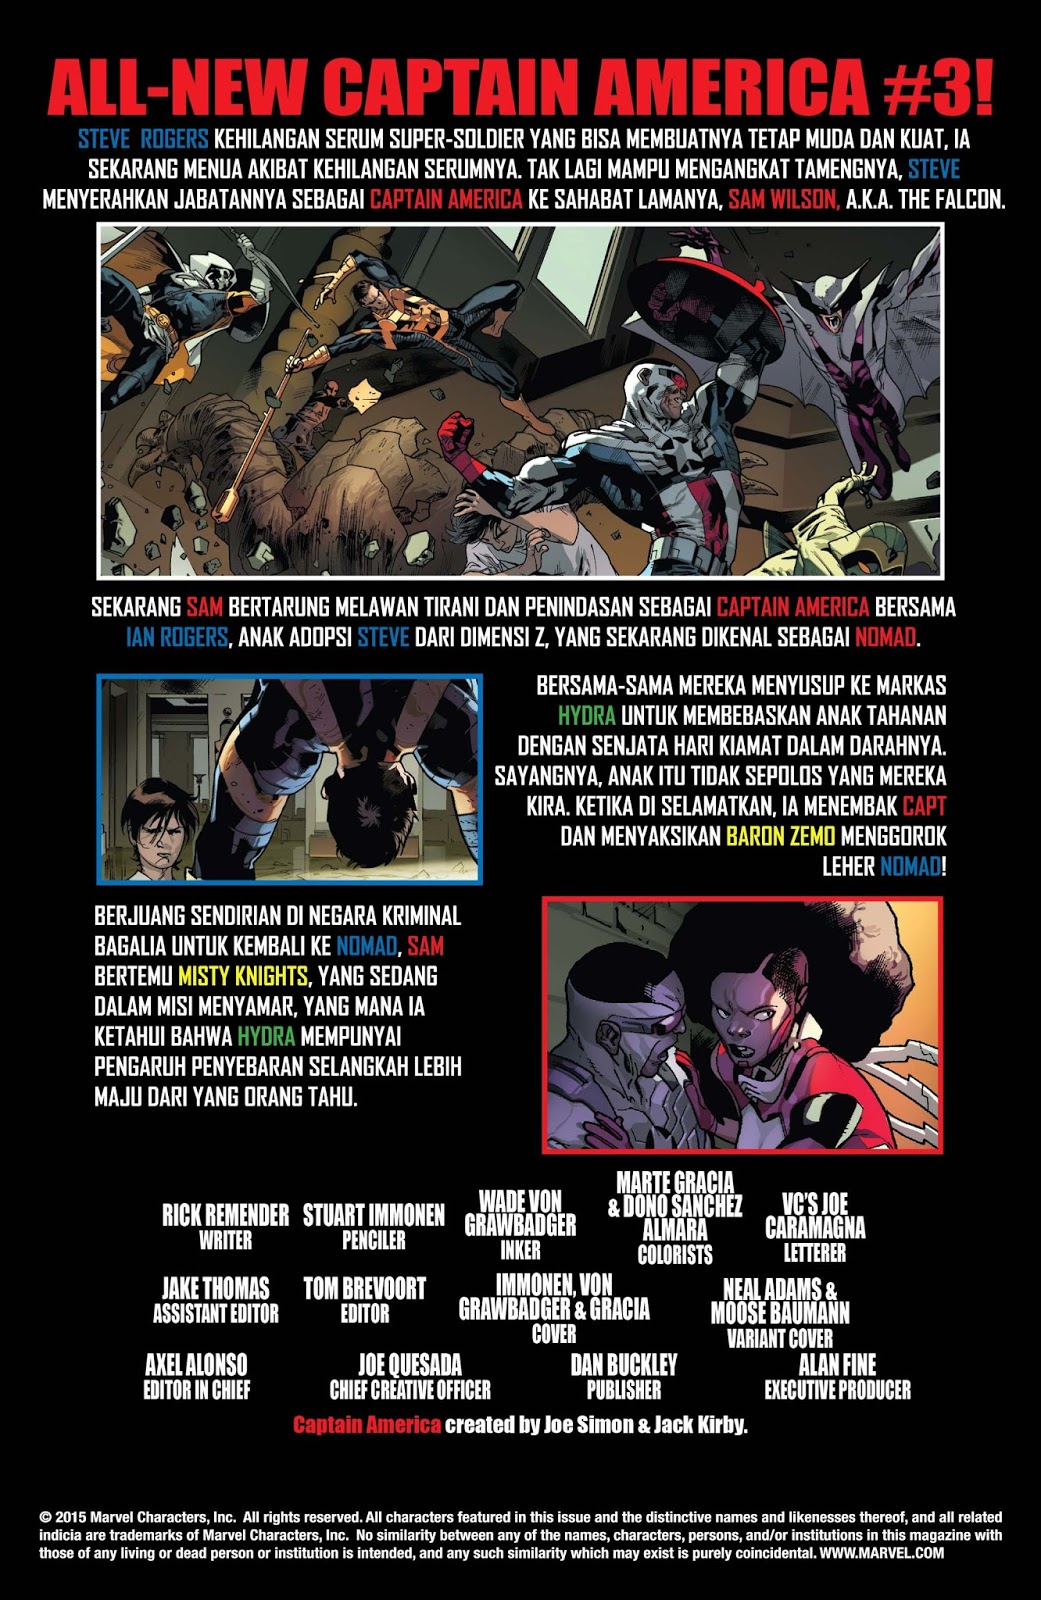 ALL-NEW CAPTAIN AMERICA #3!
STEVE ROGERS KEHILANGAN SERUM SUPER-SOLDIER YANG BISA MEMBUATNYA TETAP MUDA DAN KUAT, IA
SEKARANG MENUA AKIBAT KEHILANGAN SERUMNYA. TAK LAGI MAMPU MENGANGKAT TAMENGNYA, STEVE
MENYERAHKAN JABATANNYA SEBAGAI CAPTAIN AMERICA KE SAHABAT LAMANYA, SAM WILSON, A.K.A. THE FALCON.
SEKARANG SAM BERTARUNG MELAWAN TIRANI DAN PENINDASAN SEBAGAI CAPTAIN AMERICA BERSAMA
IAN ROGERS, ANAK ADOPSI STEVE DARI DIMENSI Z, YANG SEKARANG DIKENAL SEBAGAI NOMAD.
BERSAMA-SAMA MEREKA MENYUSUP KE MARKAS
HYDRA UNTUK MEMBEBASKAN ANAK TAHANAN
DENGAN SENJATA HARI KIAMAT DALAM DARAHNYA.
SAYANGNYA, ANAK ITU TIDAK SEPOLOS YANG MEREKA
KIRA. KETIKA DI SELAMATKAN, IA MENEMBAK CAPT
DAN MENYAKSIKAN BARON ZEMO MENGGOROK
LEHER NOMAD!
BERJUANG SENDIRIAN DI NEGARA KRIMINAL
BAGALIA UNTUK KEMBALI KE NOMAD, SAM
BERTEMU MISTY KNIGHTS, YANG SEDANG
DALAM MISI MENYAMAR, YANG MANA IA
KETAHUI BAHWA HYDRA MEMPUNYAI
PENGARUH PENYEBARAN SELANGKAH LEBIH
MAJU DARI YANG ORANG TAHU.
RICK REMENDER
WRITER
STUART IMMONEN
PENCILER
WADE VON
GRAWBADGER
INKER
MARTE GRACIA
& DONO SANCHEZ
ALMARA
COLORISTS
VC'S JOE
CARAMAGNA
LETTERER
JAKE THOMAS
ASSISTANT EDITOR
TOM BREVOORT
EDITOR
IMMONEN, VON
GRAWBADGER & GRACIA
COVER
NEAL ADAMS &
MOOSE BAUMANN
VARIANT COVER
AXEL ALONSO
EDITOR IN CHIEF
JOE QUESADA
CHIEF CREATIVE OFFICER
DAN BUCKLEY
PUBLISHER
ALAN FINE
EXECUTIVE PRODUCER
Captain America created by Joe Simon & Jack Kirby.
© 2015 Marvel Characters, Inc. All rights reserved. All characters featured in this issue and the distinctive names and likenesses thereof, and all related
indicia are trademarks of Marvel Characters, Inc. No similarity between any of the names, characters, persons, and/or institutions in this magazine with
those of any living or dead person or institution is intended, and any such similarity which may exist is purely coincidental. WWW.MARVEL.COM